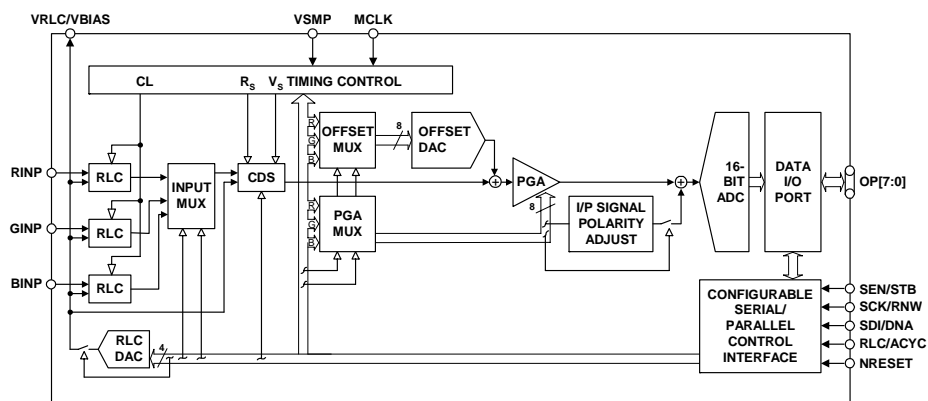 VRLC/VBIAS
VSMP
MCLK
CL
RS
VS TIMING CONTROL
R
G
B
OFFSET
MUX
8
OFFSET
DAC
RINP
RLC
INPUT
MUX
CDS
PGA
16-
BIT
ADC
DATA
I/O
PORT
OP[7:0]
GINP
RLC
R
G
B
PGA
MUX
8
I/P SIGNAL
POLARITY
ADJUST
BINP
RLC
CONFIGURABLE
SERIAL/
PARALLEL
CONTROL
INTERFACE
SEN/STB
SCK/RNW
SDI/DNA
RLC/ACYC
NRESET
RLC
DAC
4